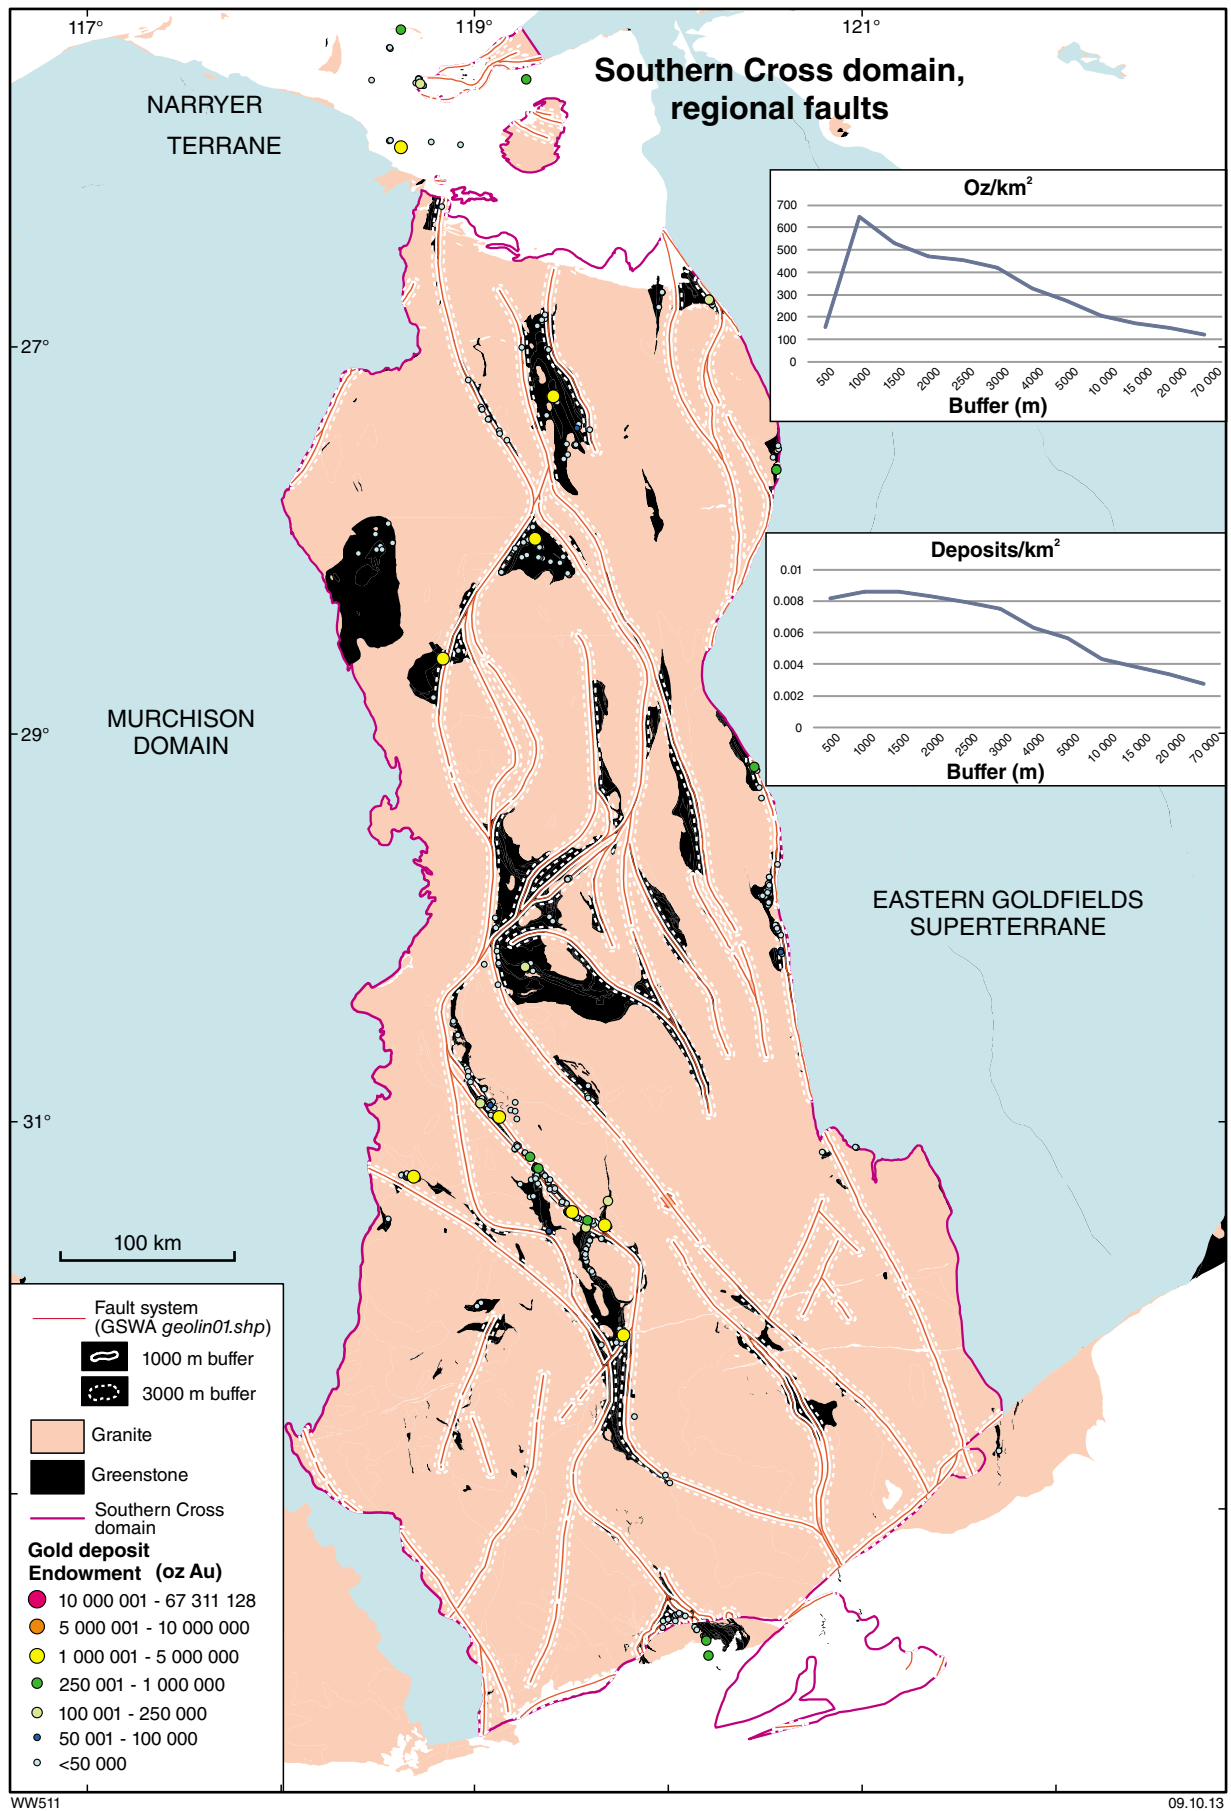 117°
119°
121°
Southern Cross domain,
regional faults
NARRYER
TERRANE
Oz/km²
700
600
500
400
300
200
100
0
500
1000
1500
2000
2500
3000
4000
5000
10 000
15 000
20 000
70 000
Buffer (m)
27°
Deposits/km²
0.01
0.008
0.006
0.004
0.002
0
500
1000
1500
2000
2500
3000
4000
5000
10 000
15 000
20 000
70 000
Buffer (m)
MURCHISON
DOMAIN
29°
EASTERN GOLDFIELDS
SUPERTERRANE
31°
100 km
Fault system
(GSWA geolin01.shp)
1000 m buffer
3000 m buffer
Granite
Greenstone
Southern Cross
domain
Gold deposit
Endowment (oz Au)
10 000 001 - 67 311 128
5 000 001 - 10 000 000
1 000 001 - 5 000 000
250 001 - 1 000 000
100 001 - 250 000
50 001 - 100 000
<50 000
WW511
09.10.13